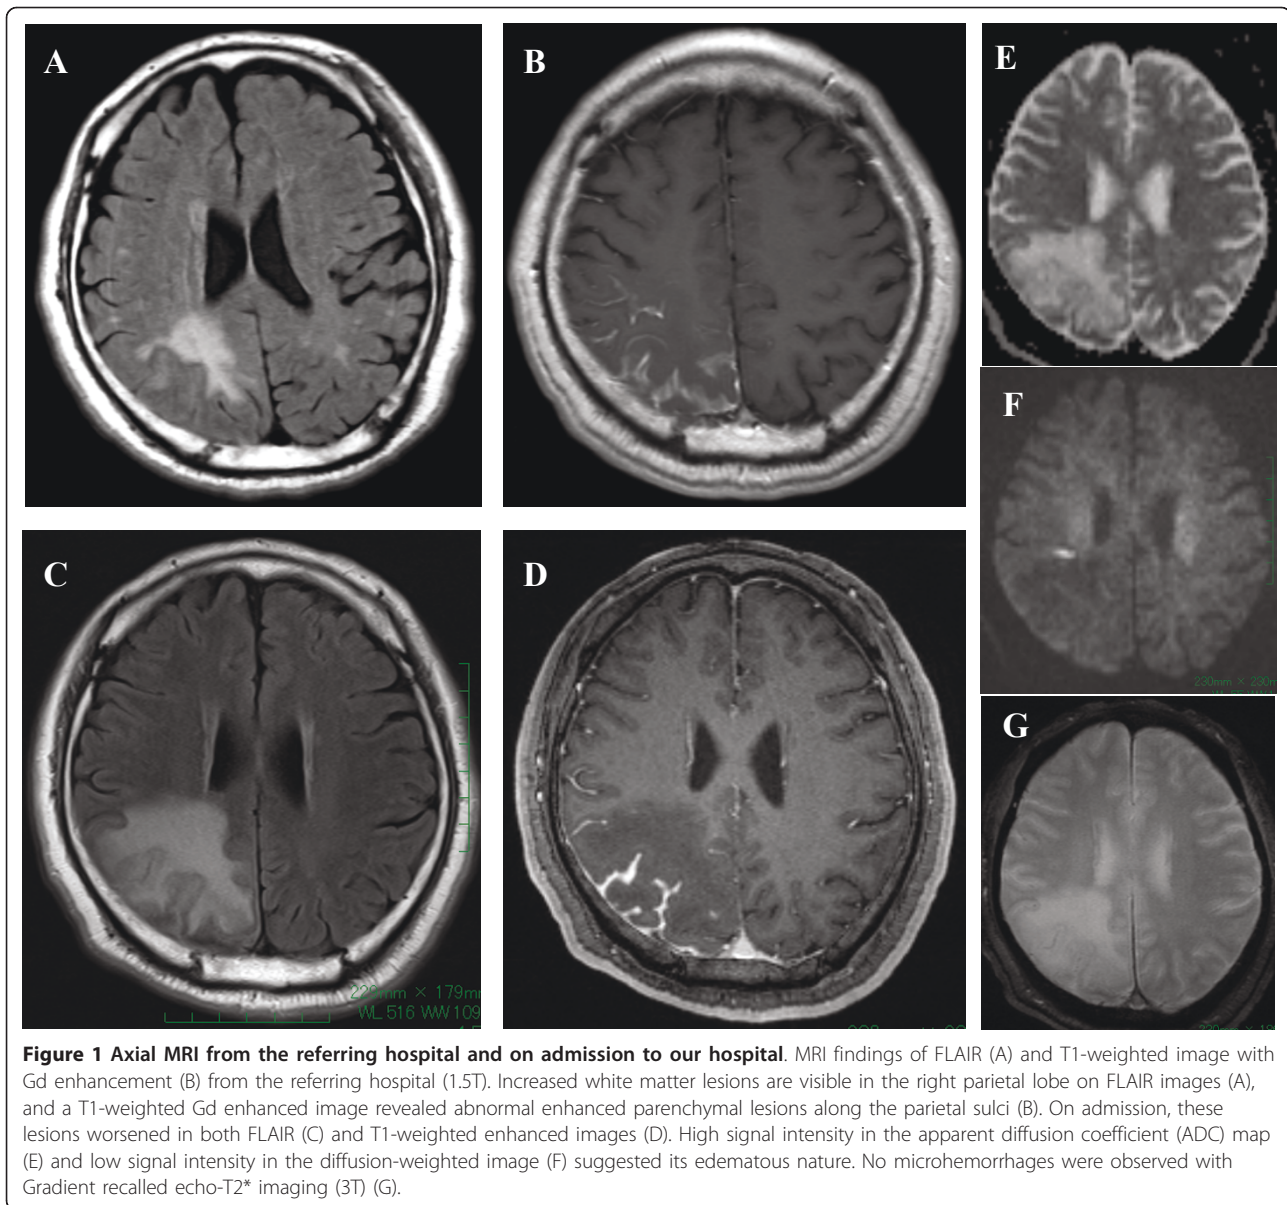 A
B
E
F
C
D
G
230mm × 230m
229mm × 179mm
WL 516 WW 109
Figure 1 Axial MRI from the referring hospital and on admission to our hospital. MRI findings of FLAIR (A) and T1-weighted image with
Gd enhancement (B) from the referring hospital (1.5T). Increased white matter lesions are visible in the right parietal lobe on FLAIR images (A),
and a T1-weighted Gd enhanced image revealed abnormal enhanced parenchymal lesions along the parietal sulci (B). On admission, these
lesions worsened in both FLAIR (C) and T1-weighted enhanced images (D). High signal intensity in the apparent diffusion coefficient (ADC) map
(E) and low signal intensity in the diffusion-weighted image (F) suggested its edematous nature. No microhemorrhages were observed with
Gradient recalled echo-T2* imaging (3T) (G).